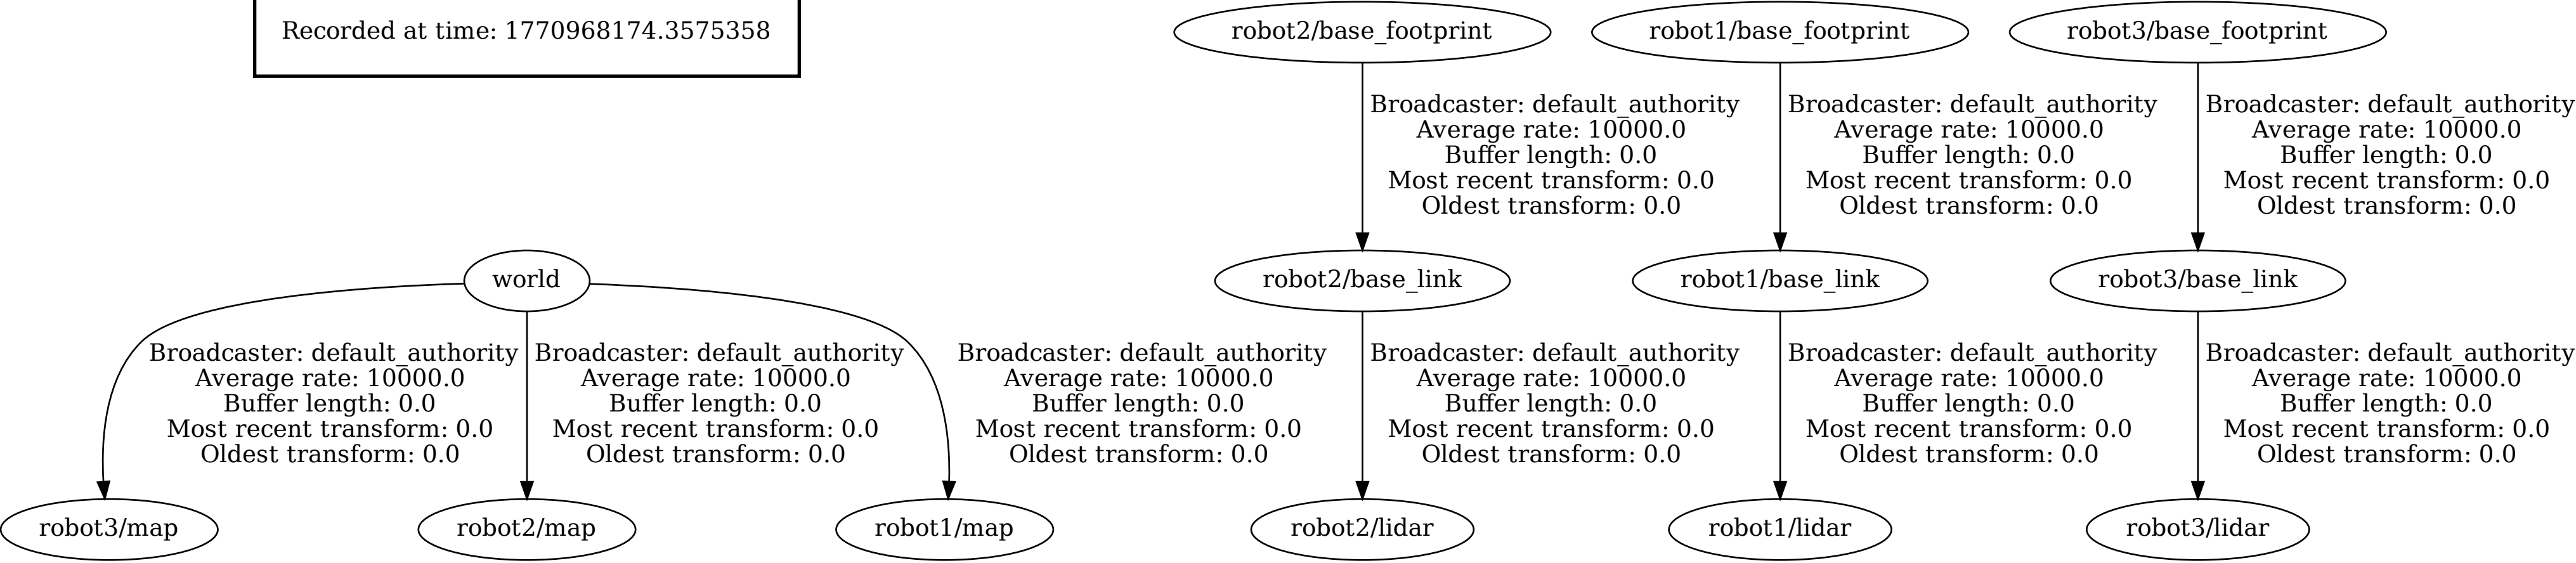 Recorded at time: 1770968174.3575358
robot2/base_footprint
robot1/base_footprint
robot3/base_footprint
Broadcaster: default_authority
Average rate: 10000.0
Buffer length: 0.0
Most recent transform: 0.0
Oldest transform: 0.0
Broadcaster: default_authority
Average rate: 10000.0
Buffer length: 0.0
Most recent transform: 0.0
Oldest transform: 0.0
Broadcaster: default_authority
Average rate: 10000.0
Buffer length: 0.0
Most recent transform: 0.0
Oldest transform: 0.0
world
robot2/base_link
robot1/base_link
robot3/base_link
Broadcaster: default_authority
Average rate: 10000.0
Buffer length: 0.0
Most recent transform: 0.0
Oldest transform: 0.0
Broadcaster: default_authority
Average rate: 10000.0
Buffer length: 0.0
Most recent transform: 0.0
Oldest transform: 0.0
Broadcaster: default_authority
Average rate: 10000.0
Buffer length: 0.0
Most recent transform: 0.0
Oldest transform: 0.0
Broadcaster: default_authority
Average rate: 10000.0
Buffer length: 0.0
Most recent transform: 0.0
Oldest transform: 0.0
Broadcaster: default_authority
Average rate: 10000.0
Buffer length: 0.0
Most recent transform: 0.0
Oldest transform: 0.0
Broadcaster: default_authority
Average rate: 10000.0
Buffer length: 0.0
Most recent transform: 0.0
Oldest transform: 0.0
robot3/map
robot2/map
robot1/map
robot2/lidar
robot1/lidar
robot3/lidar